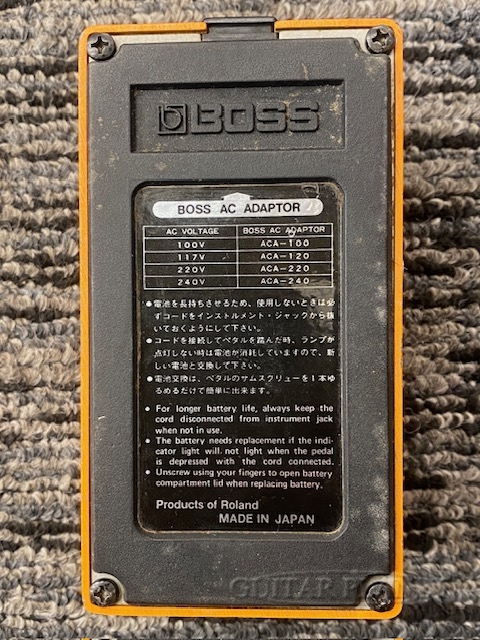 BOSS
BOSS AC ADAPTOR
AC VOLTAGE BOSS AC ADAPTOR
100V ACA-100
117V ACA-120
220V ACA-220
240V ACA-240
●電池を長持ちさせるため、使用しないときは必
ずコードをインストルメント・ジャックから抜
いておくようにして下さい。
●コードを接続してペタルを踏んだ時、ランプが
点灯しない時は電池が消耗していますので、新
しい電池と交換して下さい。
●電池交換は、ペタルのサムスクリューを1本ゆ
るめるだけで簡単に出来ます。
● For longer battery life, always keep the
cord disconnected from instrument jack
when not in use.
● The battery needs replacement if the indi-
cator light will not light when the pedal
is depressed with the cord connected.
● Unscrew using your fingers to open battery
compartment lid when replacing battery.
Products of Roland
MADE IN JAPAN
GUITAR